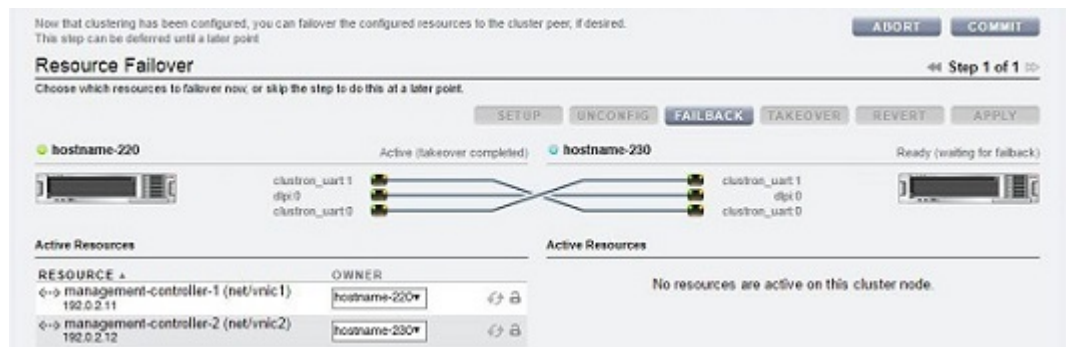 Now that clustering has been configured, you can failover the configured resources to the cluster peer, if desired.
This step can be deferred until a later point
ABORT COMMIT
Resource Failover
Step 1 of 1
Choose which resources to failover now, or skip the step to do this at a later point.
SETUP UNCONFIG FAILBACK TAKEOVER REVERT APPLY
hostname-220 Active (takeover completed)
hostname-230 Ready (waiting for failback)
clustron_uart:1 clustron_uart:1
dlpi:0 dlpi:0
clustron_uart:0 clustron_uart:0
Active Resources
Active Resources
RESOURCE OWNER
management-controller-1 (net/vnic1) hostname-220
192.0.2.11
management-controller-2 (net/vnic2) hostname-230
192.0.2.12
No resources are active on this cluster node.